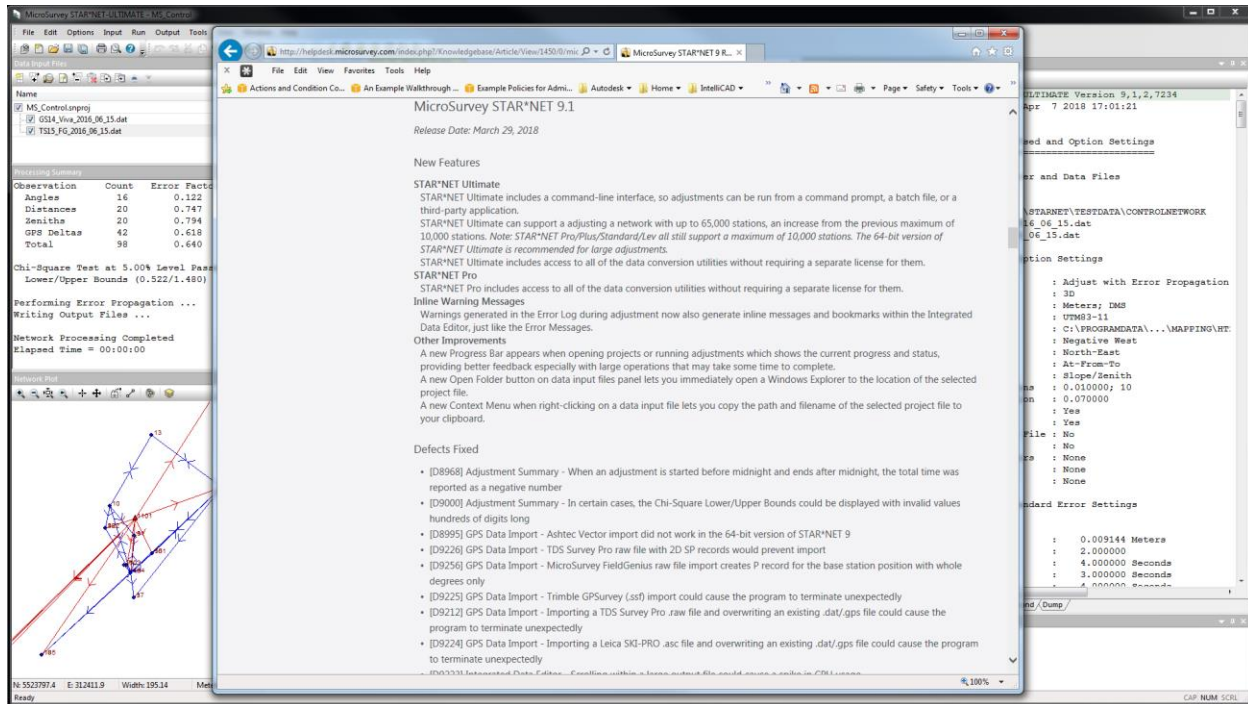 MicroSurvey STAR*NET-ULTIMATE - MS_Control
File Edit Options Input Run Output Tools
Data Input Files
Name
MS_Control.snproj
GS14_Viva_2016_06_15.dat
TS15_FG_2016_06_15.dat
Processing Summary
Observation Count Error Facto
Angles 16 0.122
Distances 20 0.747
Zeniths 20 0.794
GPS Deltas 42 0.618
Total 98 0.640
Chi-Square Test at 5.00% Level Pass
Lower/Upper Bounds (0.522/1.480)
Performing Error Propagation ...
Writing Output Files ...
Network Processing Completed
Elapsed Time = 00:00:00
Network Plot
13
10
97
N: 5523797.4 E: 312411.9 Width: 195.14 Mete
Ready
http://helpdesk.microsurvey.com/index.php?/Knowledgebase/Article/View/1450/0/mic
MicroSurvey STAR*NET 9 R...
File Edit View Favorites Tools Help
Actions and Condition Co... An Example Walkthrough ... Example Policies for Admi... Autodesk Home IntelliCAD Page Safety Tools
MicroSurvey STAR*NET 9.1
Release Date: March 29, 2018
New Features
STAR*NET Ultimate
STAR*NET Ultimate includes a command-line interface, so adjustments can be run from a command prompt, a batch file, or a
third-party application.
STAR*NET Ultimate can support a adjusting a network with up to 65,000 stations, an increase from the previous maximum of
10,000 stations. Note: STAR*NET Pro/Plus/Standard/Lev all still support a maximum of 10,000 stations. The 64-bit version of
STAR*NET Ultimate is recommended for large adjustments.
STAR*NET Ultimate includes access to all of the data conversion utilities without requiring a separate license for them.
STAR*NET Pro
STAR*NET Pro includes access to all of the data conversion utilities without requiring a separate license for them.
Inline Warning Messages
Warnings generated in the Error Log during adjustment now also generate inline messages and bookmarks within the Integrated
Data Editor, just like the Error Messages.
Other Improvements
A new Progress Bar appears when opening projects or running adjustments which shows the current progress and status,
providing better feedback especially with large operations that may take some time to complete.
A new Open Folder button on data input files panel lets you immediately open a Windows Explorer to the location of the selected
project file.
A new Context Menu when right-clicking on a data input file lets you copy the path and filename of the selected project file to
your clipboard.
Defects Fixed
• [D8968] Adjustment Summary - When an adjustment is started before midnight and ends after midnight, the total time was
reported as a negative number
• [D9000] Adjustment Summary - In certain cases, the Chi-Square Lower/Upper Bounds could be displayed with invalid values
hundreds of digits long
• [D8995] GPS Data Import - Ashtec Vector import did not work in the 64-bit version of STAR*NET 9
• [D9226] GPS Data Import - TDS Survey Pro raw file with 2D SP records would prevent import
• [D9256] GPS Data Import - MicroSurvey FieldGenius raw file import creates P record for the base station position with whole
degrees only
• [D9225] GPS Data Import - Trimble GPSurvey (.ssf) import could cause the program to terminate unexpectedly
• [D9212] GPS Data Import - Importing a TDS Survey Pro .raw file and overwriting an existing .dat/.gps file could cause the
program to terminate unexpectedly
• [D9224] GPS Data Import - Importing a Leica SKI-PRO .asc file and overwriting an existing .dat/.gps file could cause the program
to terminate unexpectedly
100%
ULTIMATE Version 9,1,2,7234
Apr 7 2018 17:01:21
sed and Option Settings
er and Data Files
\STARNET\TESTDATA\CONTROLNETWORK
16_06_15.dat
_06_15.dat
ption Settings
: Adjust with Error Propagation
: 3D
: Meters; DMS
: UTM83-11
: C:\PROGRAMDATA\...\MAPPING\HT
: Negative West
: North-East
: At-From-To
: Slope/Zenith
ns : 0.010000; 10
on : 0.070000
: Yes
: Yes
File : No
: No
rs : None
: None
: None
ndard Error Settings
: 0.009144 Meters
: 2.000000
: 4.000000 Seconds
: 3.000000 Seconds
nd Dump
CAP NUM SCRL